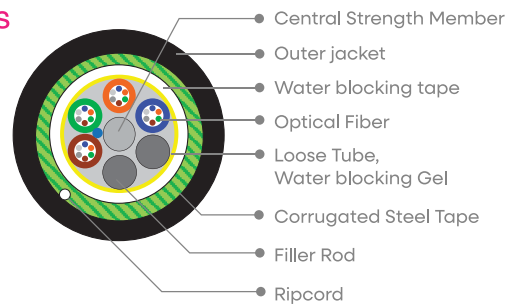 s
Central Strength Member
Outer jacket
Water blocking tape
Optical Fiber
Loose Tube,
Water blocking Gel
Corrugated Steel Tape
Filler Rod
Ripcord